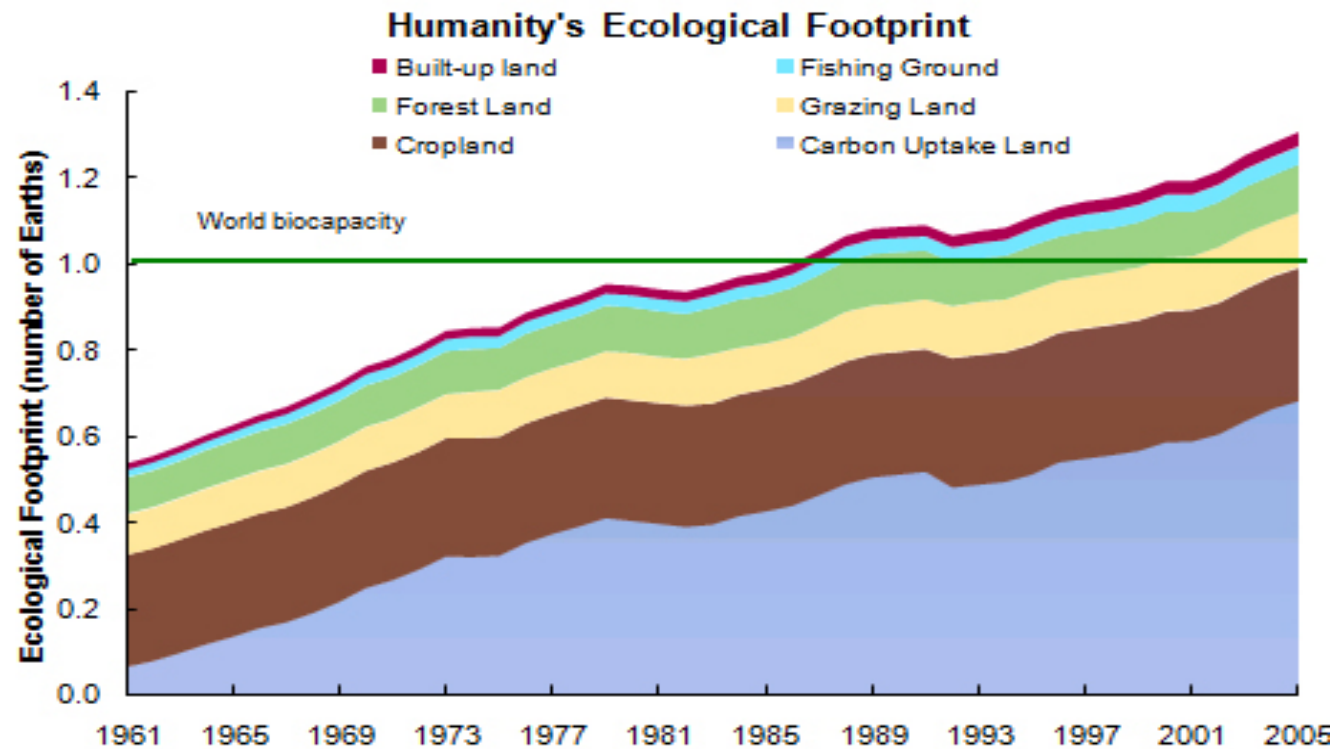 Humanity's Ecological Footprint
Built-up land
Fishing Ground
Forest Land
Grazing Land
Cropland
Carbon Uptake Land
Ecological Footprint (number of Earths)
1.4
1.2
World biocapacity
1.0
0.8
0.6
0.4
0.2
0.0
1961 1965 1969 1973 1977 1981 1985 1989 1993 1997 2001 2005